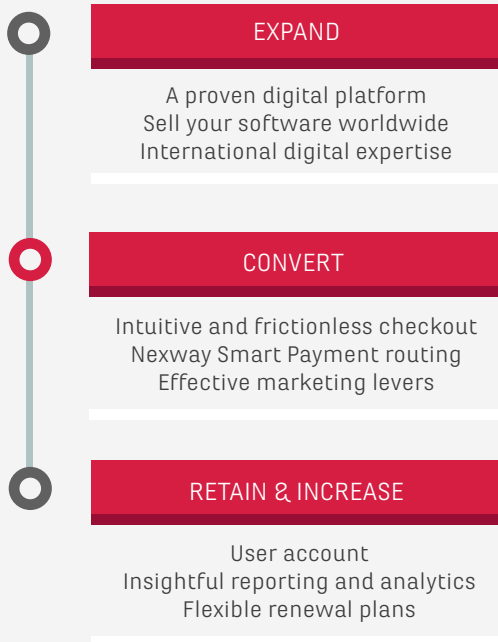 EXPAND
A proven digital platform
Sell your software worldwide
International digital expertise
CONVERT
Intuitive and frictionless checkout
Nexway Smart Payment routing
Effective marketing levers
RETAIN & INCREASE
User account
Insightful reporting and analytics
Flexible renewal plans